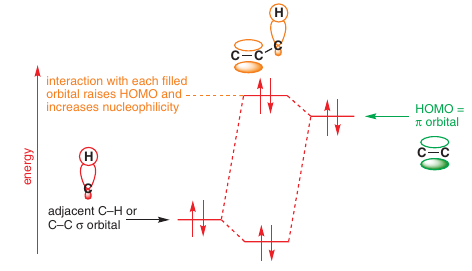 H
C–C
C
interaction with each filled
orbital raises HOMO and
increases nucleophilicity
HOMO =
π orbital
C–C
energy
H
C
adjacent C–H or
C–C σ orbital